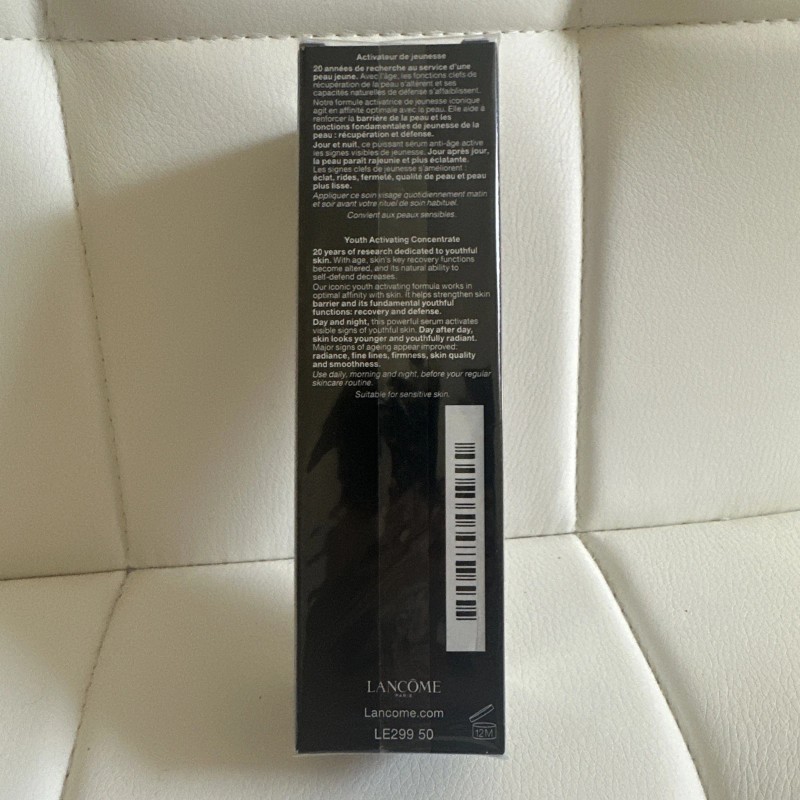 Activateur de jeunesse
20 années de recherche au service d'une
peau jeune. Avec l'âge, les fonctions clefs de
récupération de la peau s'altèrent et ses
capacités naturelles de défense s'affaiblissent.
Notre formule activatrice de jeunesse iconique
agit en affinité optimale avec la peau. Elle aide à
renforcer la barrière de la peau et les
fonctions fondamentales de jeunesse de la
peau : récupération et défense.
Jour et nuit, ce puissant sérum anti-âge active
les signes visibles de jeunesse. Jour après jour,
la peau paraît rajeunie et plus éclatante.
Les signes clefs de jeunesse s'améliorent :
éclat, rides, fermeté, qualité de peau et peau
plus lisse.
Appliquer ce soin visage quotidiennement matin
et soir avant votre rituel de soin habituel.
Convient aux peaux sensibles.
Youth Activating Concentrate
20 years of research dedicated to youthful
skin. With age, skin's key recovery functions
become altered, and its natural ability to
self-defend decreases.
Our iconic youth activating formula works in
optimal affinity with skin. It helps strengthen skin
barrier and its fundamental youthful
functions: recovery and defense.
Day and night, this powerful serum activates
visible signs of youthful skin. Day after day,
skin looks younger and youthfully radiant.
Major signs of ageing appear improved:
radiance, fine lines, firmness, skin quality
and smoothness.
Use daily, morning and night, before your regular
skincare routine.
Suitable for sensitive skin.
LANCÔME
PARIS
Lancome.com
LE299 50
12M